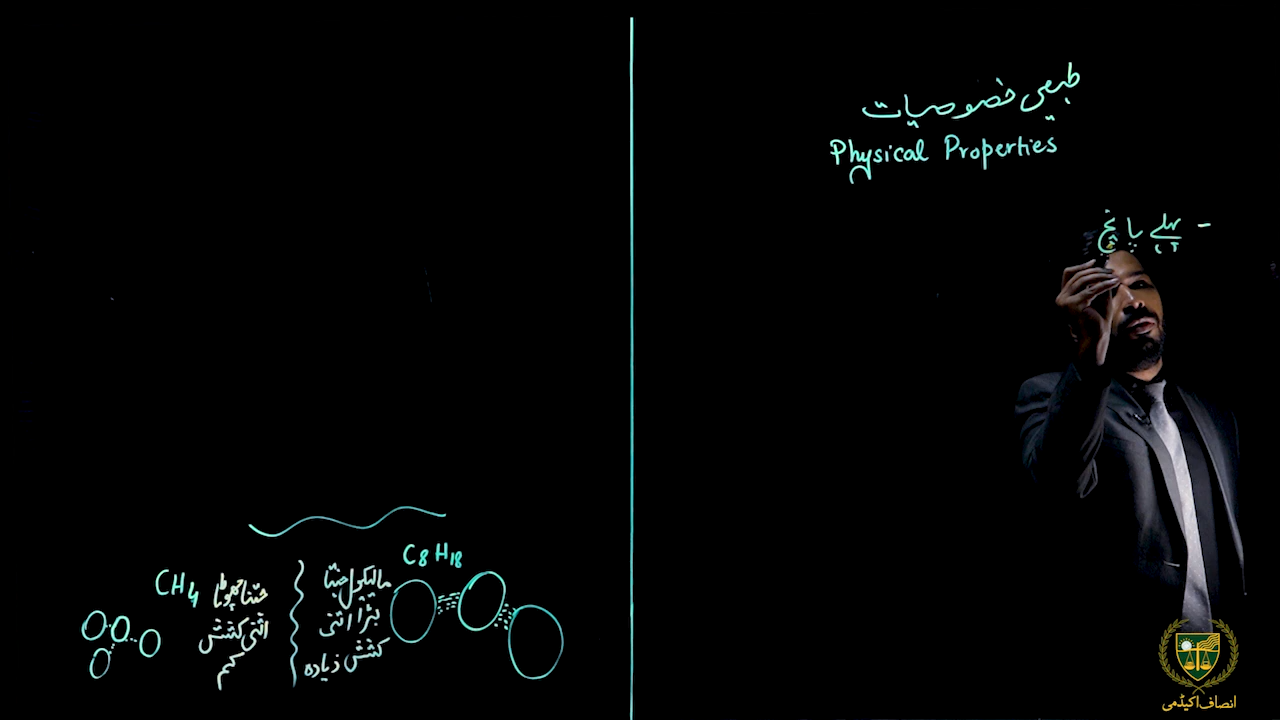 طبیعی خصوصیات
Physical Properties
- پہلے پانچ
C8H18
مالیکول جتنا
بڑا اتنی
کشش زیادہ
CH4
جتنا چھوٹا
اتنی کشش
کم
انصاف اکیڈمی